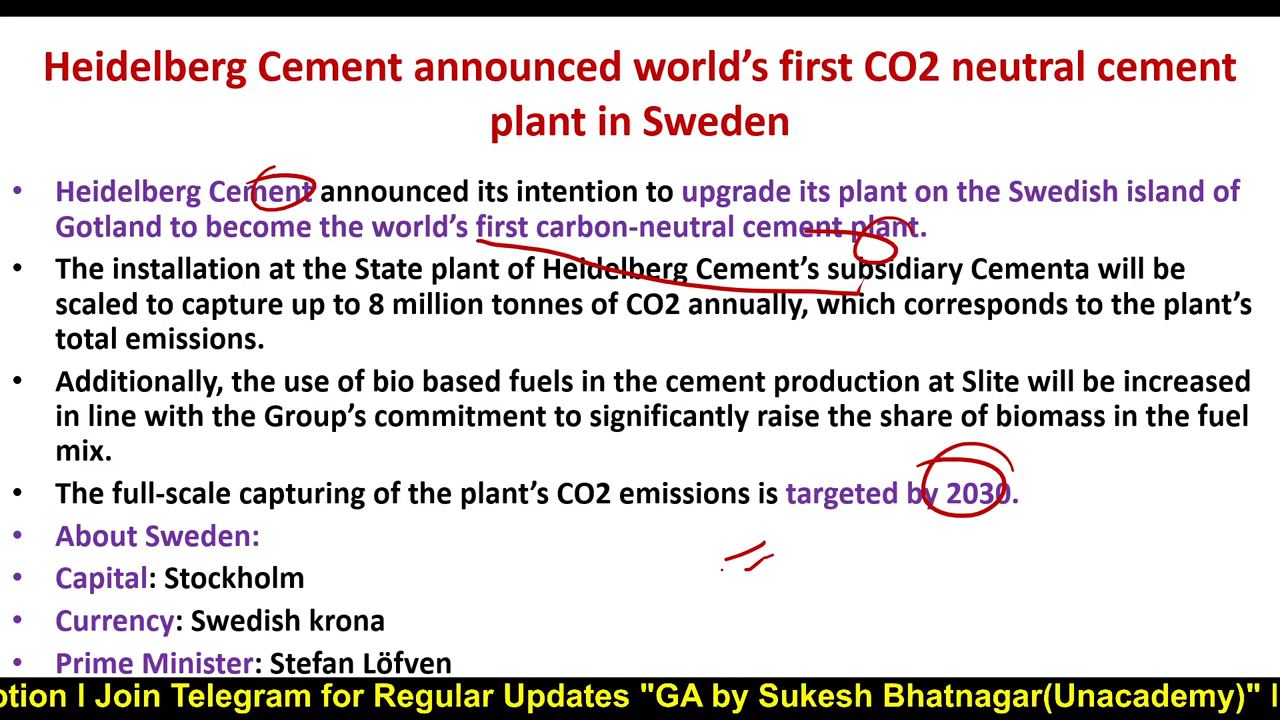 Heidelberg Cement announced world’s first CO2 neutral cement
plant in Sweden
• Heidelberg Cement announced its intention to upgrade its plant on the Swedish island of
Gotland to become the world’s first carbon-neutral cement plant.
• The installation at the State plant of Heidelberg Cement’s subsidiary Cementa will be
scaled to capture up to 8 million tonnes of CO2 annually, which corresponds to the plant’s
total emissions.
• Additionally, the use of bio based fuels in the cement production at Slite will be increased
in line with the Group’s commitment to significantly raise the share of biomass in the fuel
mix.
• The full-scale capturing of the plant’s CO2 emissions is targeted by 2030.
• About Sweden:
• Capital: Stockholm
• Currency: Swedish krona
• Prime Minister: Stefan Löfven
ption I Join Telegram for Regular Updates "GA by Sukesh Bhatnagar(Unacademy)" I